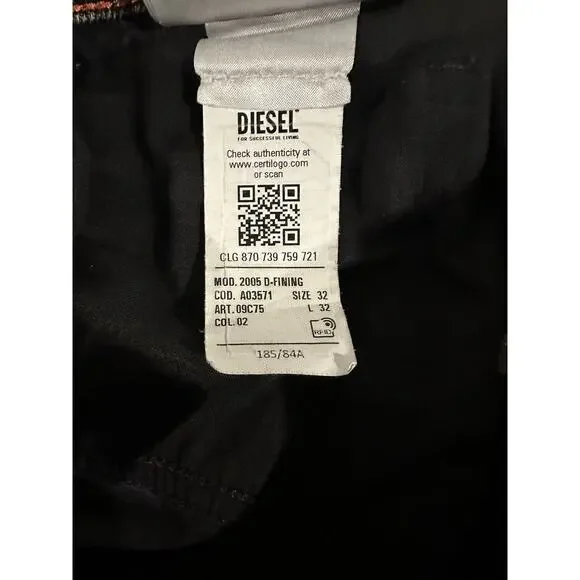 DIESEL
FOR SUCCESSFUL LIVING
Check authenticity at
www.certilogo.com
or scan
CLG 870 739 759 721
MOD. 2005 D-FINING
COD. A03571 SIZE 32
ART. 09C75 L 32
COL. 02
RFID
185/84A